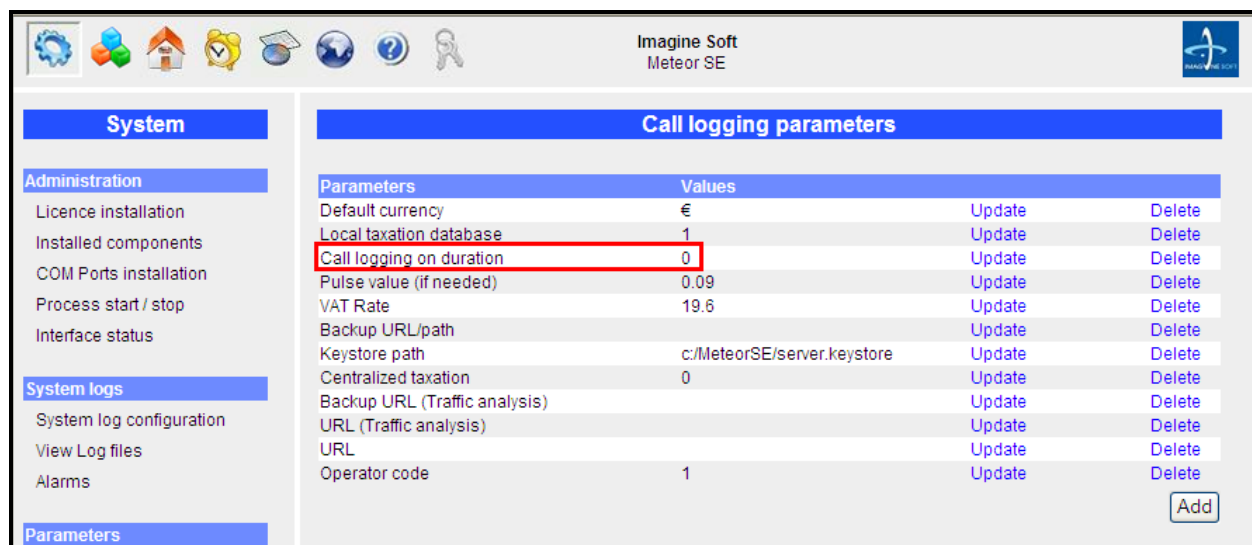 Imagine Soft
Meteor SE
IMAGINE SOFT
System
Call logging parameters
Administration
Licence installation
Installed components
COM Ports installation
Process start / stop
Interface status
System logs
System log configuration
View Log files
Alarms
Parameters
Parameters Values
Default currency € Update Delete
Local taxation database 1 Update Delete
Call logging on duration 0 Update Delete
Pulse value (if needed) 0.09 Update Delete
VAT Rate 19.6 Update Delete
Backup URL/path Update Delete
Keystore path c:/MeteorSE/server.keystore Update Delete
Centralized taxation 0 Update Delete
Backup URL (Traffic analysis) Update Delete
URL (Traffic analysis) Update Delete
URL Update Delete
Operator code 1 Update Delete
Add